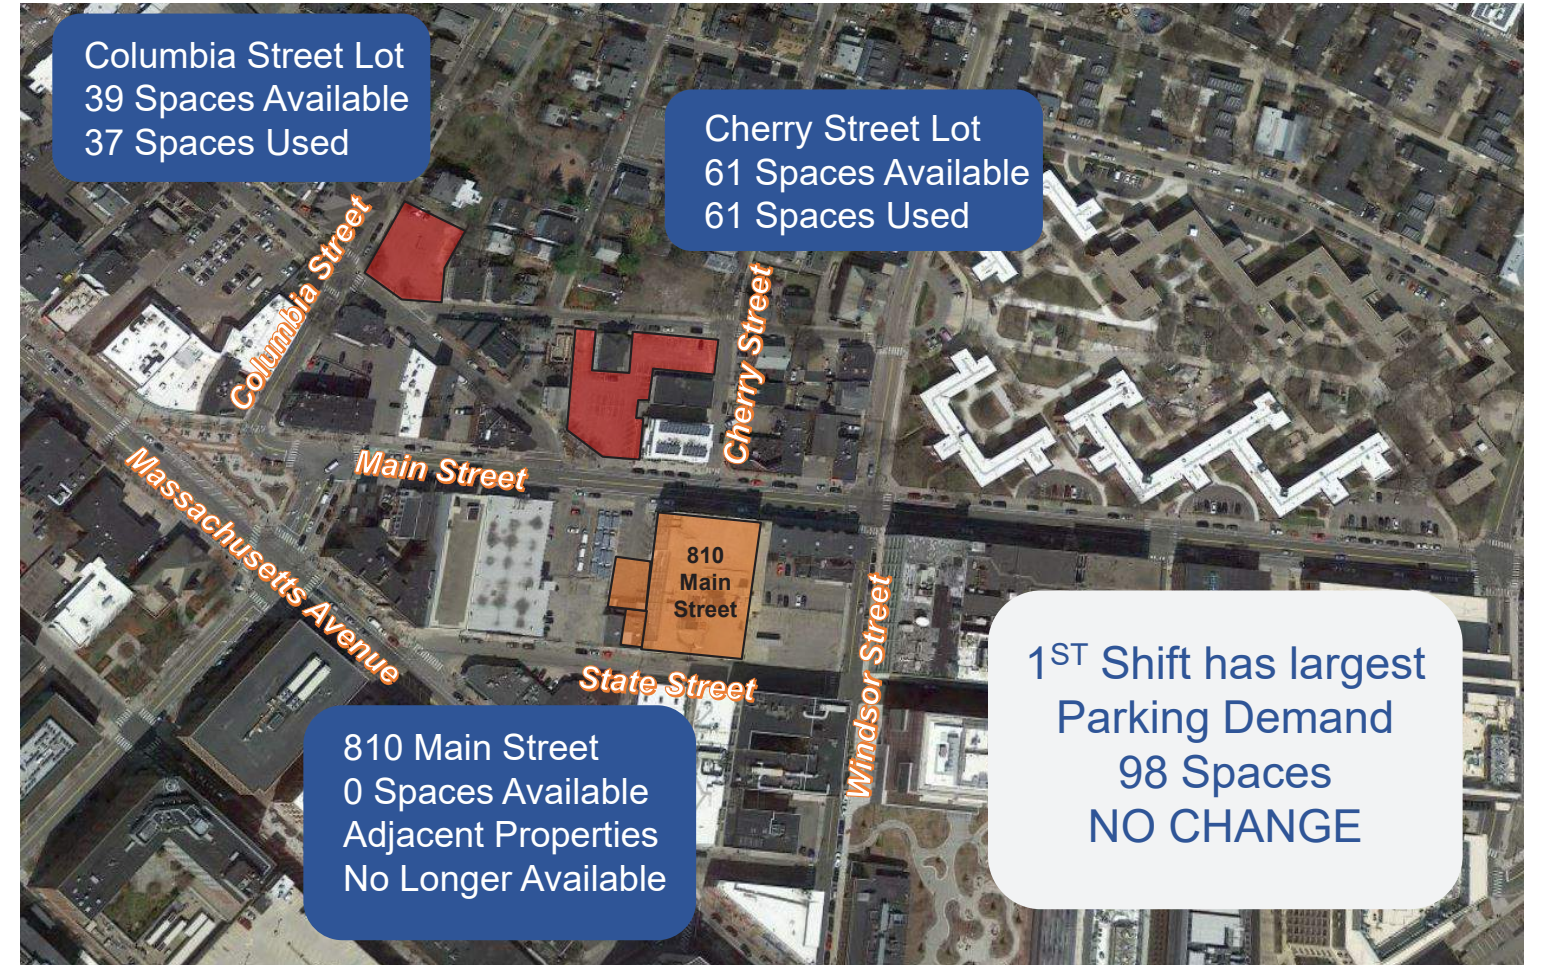 Columbia Street Lot
39 Spaces Available
37 Spaces Used
Cherry Street Lot
61 Spaces Available
61 Spaces Used
Columbia Street
Cherry Street
Main Street
Massachusetts Avenue
810
Main
Street
State Street
Windsor Street
810 Main Street
0 Spaces Available
Adjacent Properties
No Longer Available
1ST Shift has largest
Parking Demand
98 Spaces
NO CHANGE